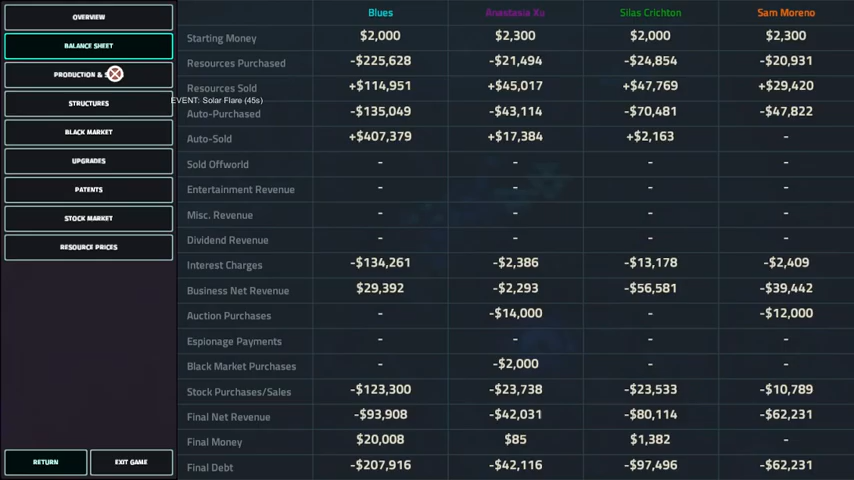 OVERVIEW
BALANCE SHEET
PRODUCTION &
STRUCTURES
BLACK MARKET
UPGRADES
PATENTS
STOCK MARKET
RESOURCE PRICES
RETURN EXIT GAME
EVENT: Solar Flare (45s)
Blues Anastasia Xu Silas Crichton Sam Moreno
Starting Money $2,000 $2,300 $2,000 $2,300
Resources Purchased -$225,628 -$21,494 -$24,854 -$20,931
Resources Sold +$114,951 +$45,017 +$47,769 +$29,420
Auto-Purchased -$135,049 -$43,114 -$70,481 -$47,822
Auto-Sold +$407,379 +$17,384 +$2,163 -
Sold Offworld - - - -
Entertainment Revenue - - - -
Misc. Revenue - - - -
Dividend Revenue - - - -
Interest Charges -$134,261 -$2,386 -$13,178 -$2,409
Business Net Revenue $29,392 -$2,293 -$56,581 -$39,442
Auction Purchases - -$14,000 - -$12,000
Espionage Payments - - - -
Black Market Purchases - -$2,000 - -
Stock Purchases/Sales -$123,300 -$23,738 -$23,533 -$10,789
Final Net Revenue -$93,908 -$42,031 -$80,114 -$62,231
Final Money $20,008 $85 $1,382 -
Final Debt -$207,916 -$42,116 -$97,496 -$62,231